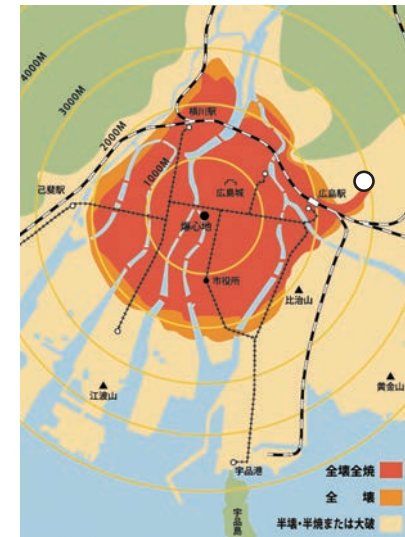 4000M
3000M
2000M
1000M
横川駅
己斐駅
広島城
広島駅
爆心地
市役所
比治山
江波山
黄金山
宇品港
宇品島
全壊全焼
全　壊
半壊・半焼または大破